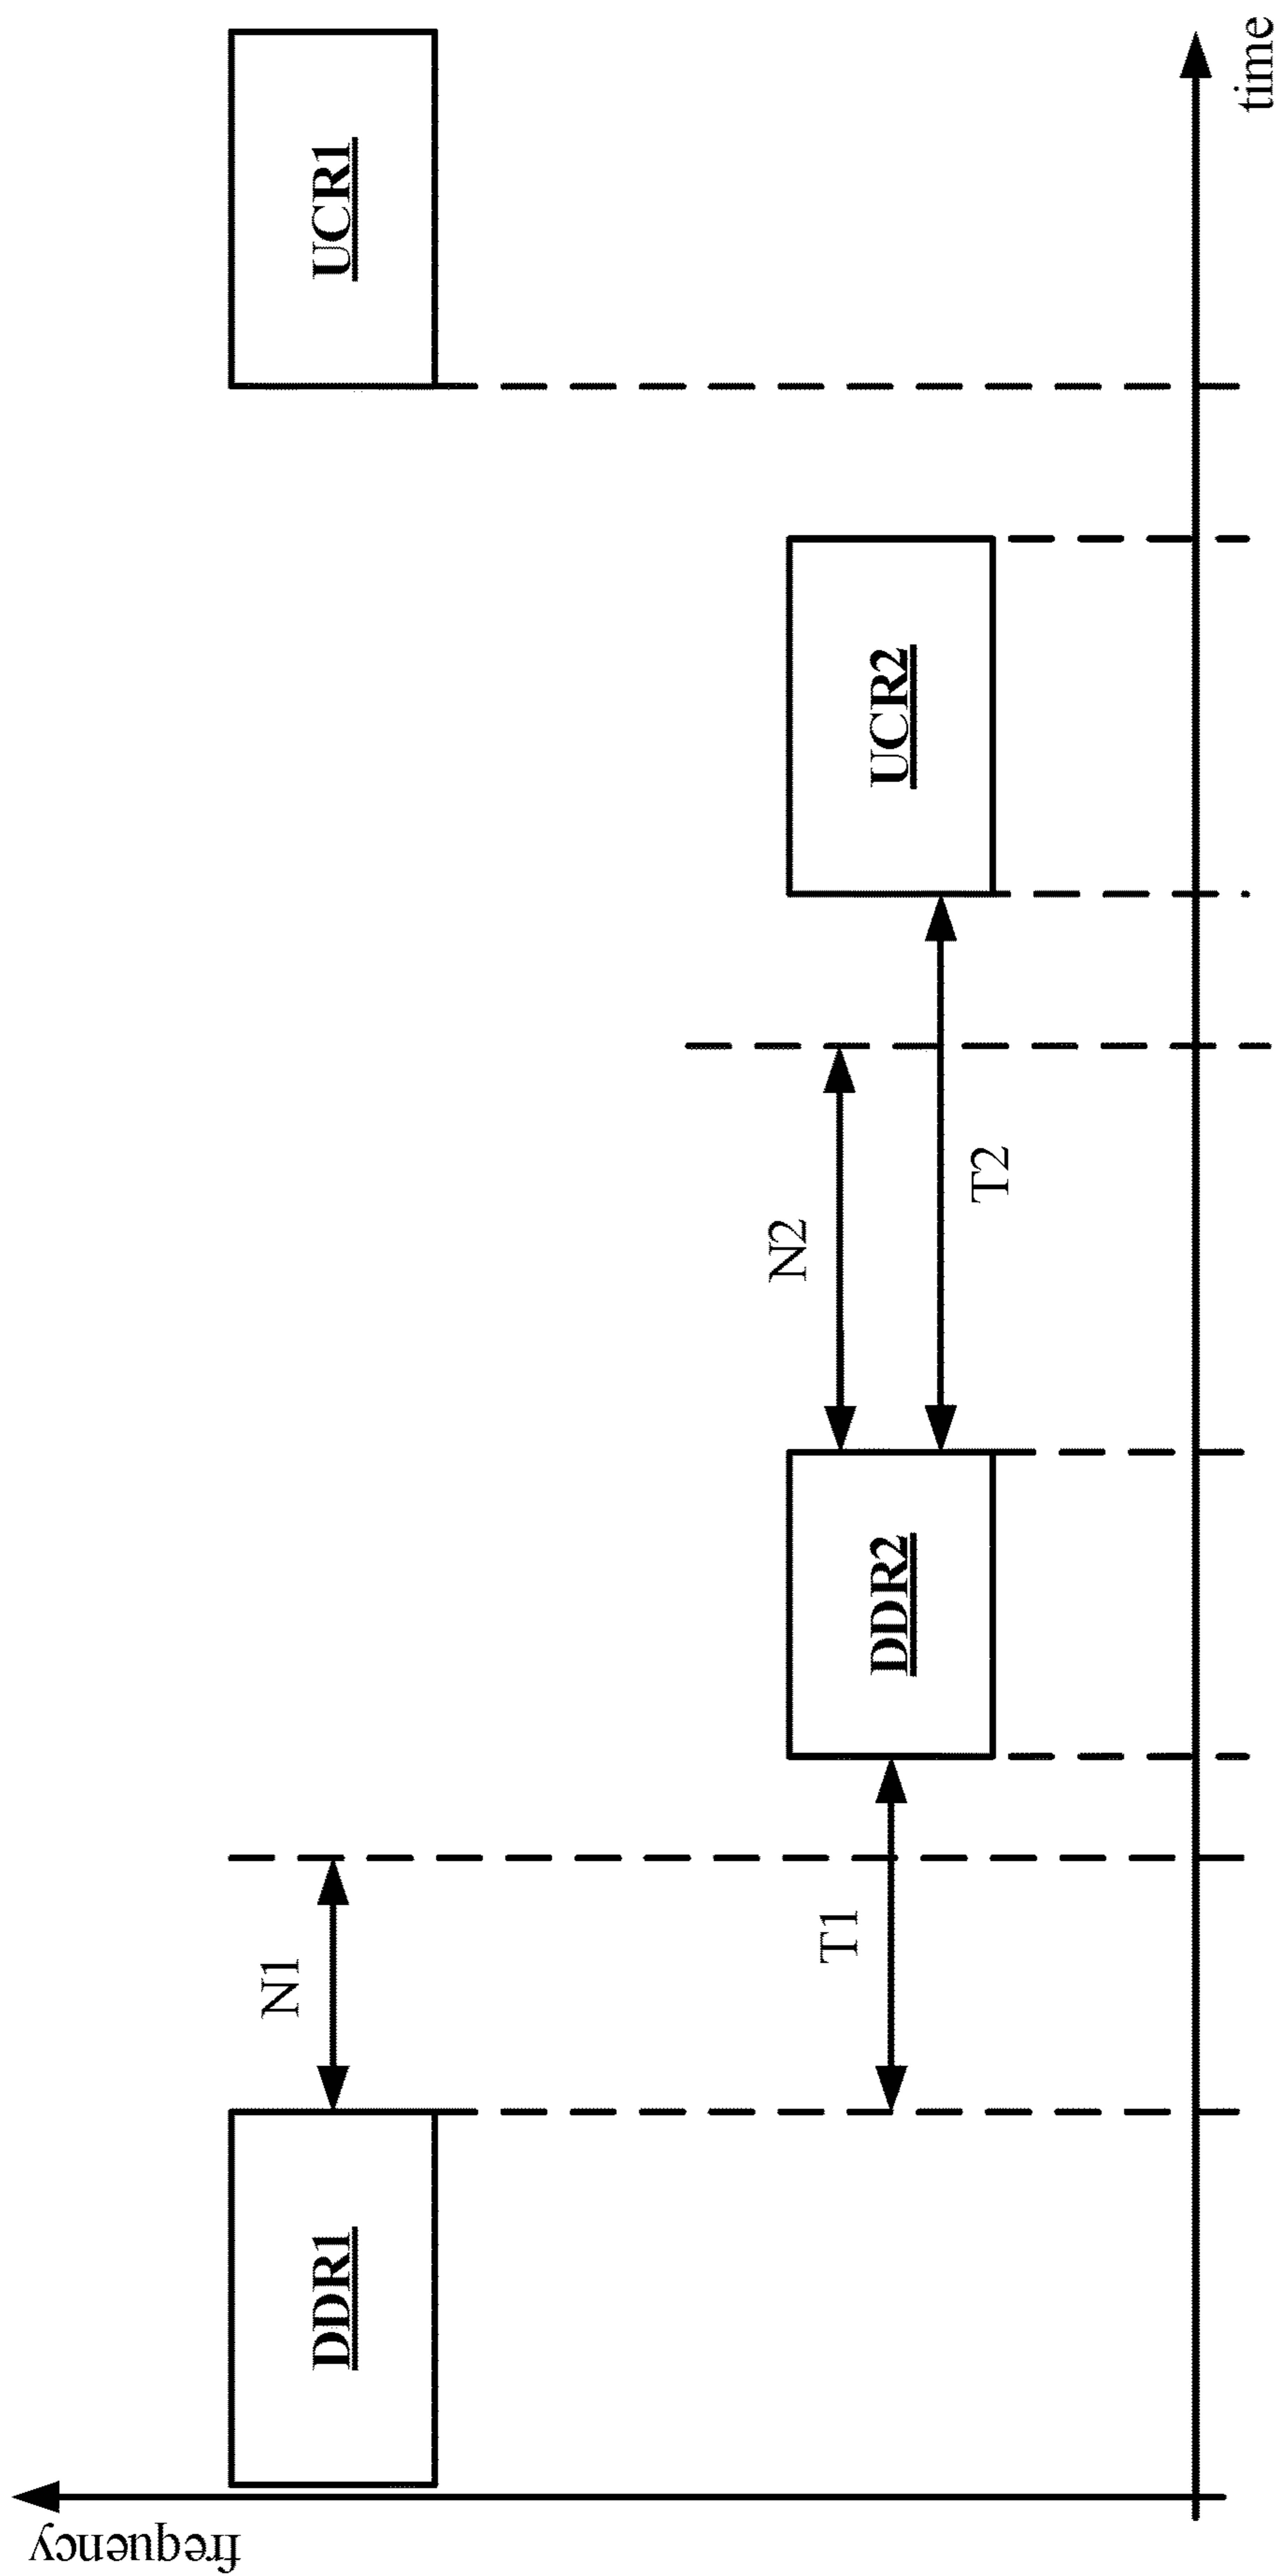 frequency
DDR1
N1
UCR1
T1
DDR2
N2
T2
UCR2
time